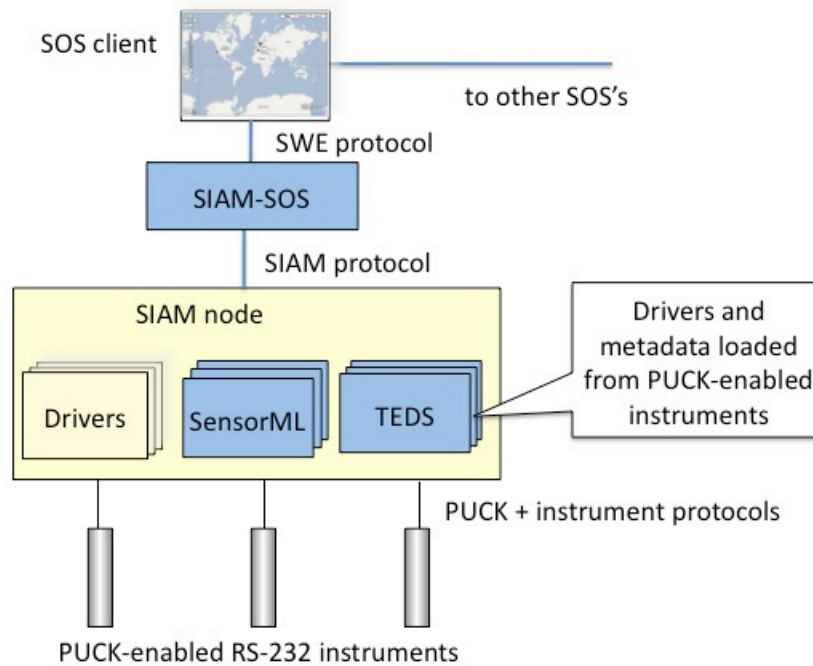 SOS client
to other SOS's
SWE protocol
SIAM-SOS
SIAM protocol
SIAM node
Drivers
SensorML
TEDS
Drivers and
metadata loaded
from PUCK-enabled
instruments
PUCK + instrument protocols
PUCK-enabled RS-232 instruments